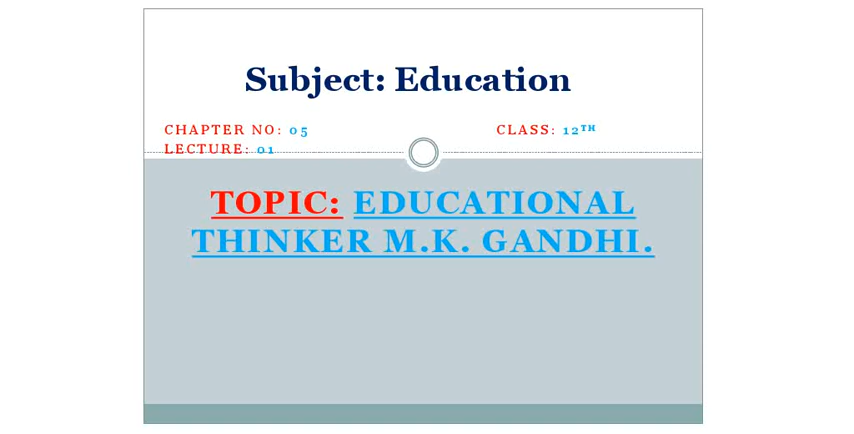 Subject: Education
CHAPTER NO: 05 CLASS: 12TH
LECTURE: 01
TOPIC: EDUCATIONAL
THINKER M.K. GANDHI.